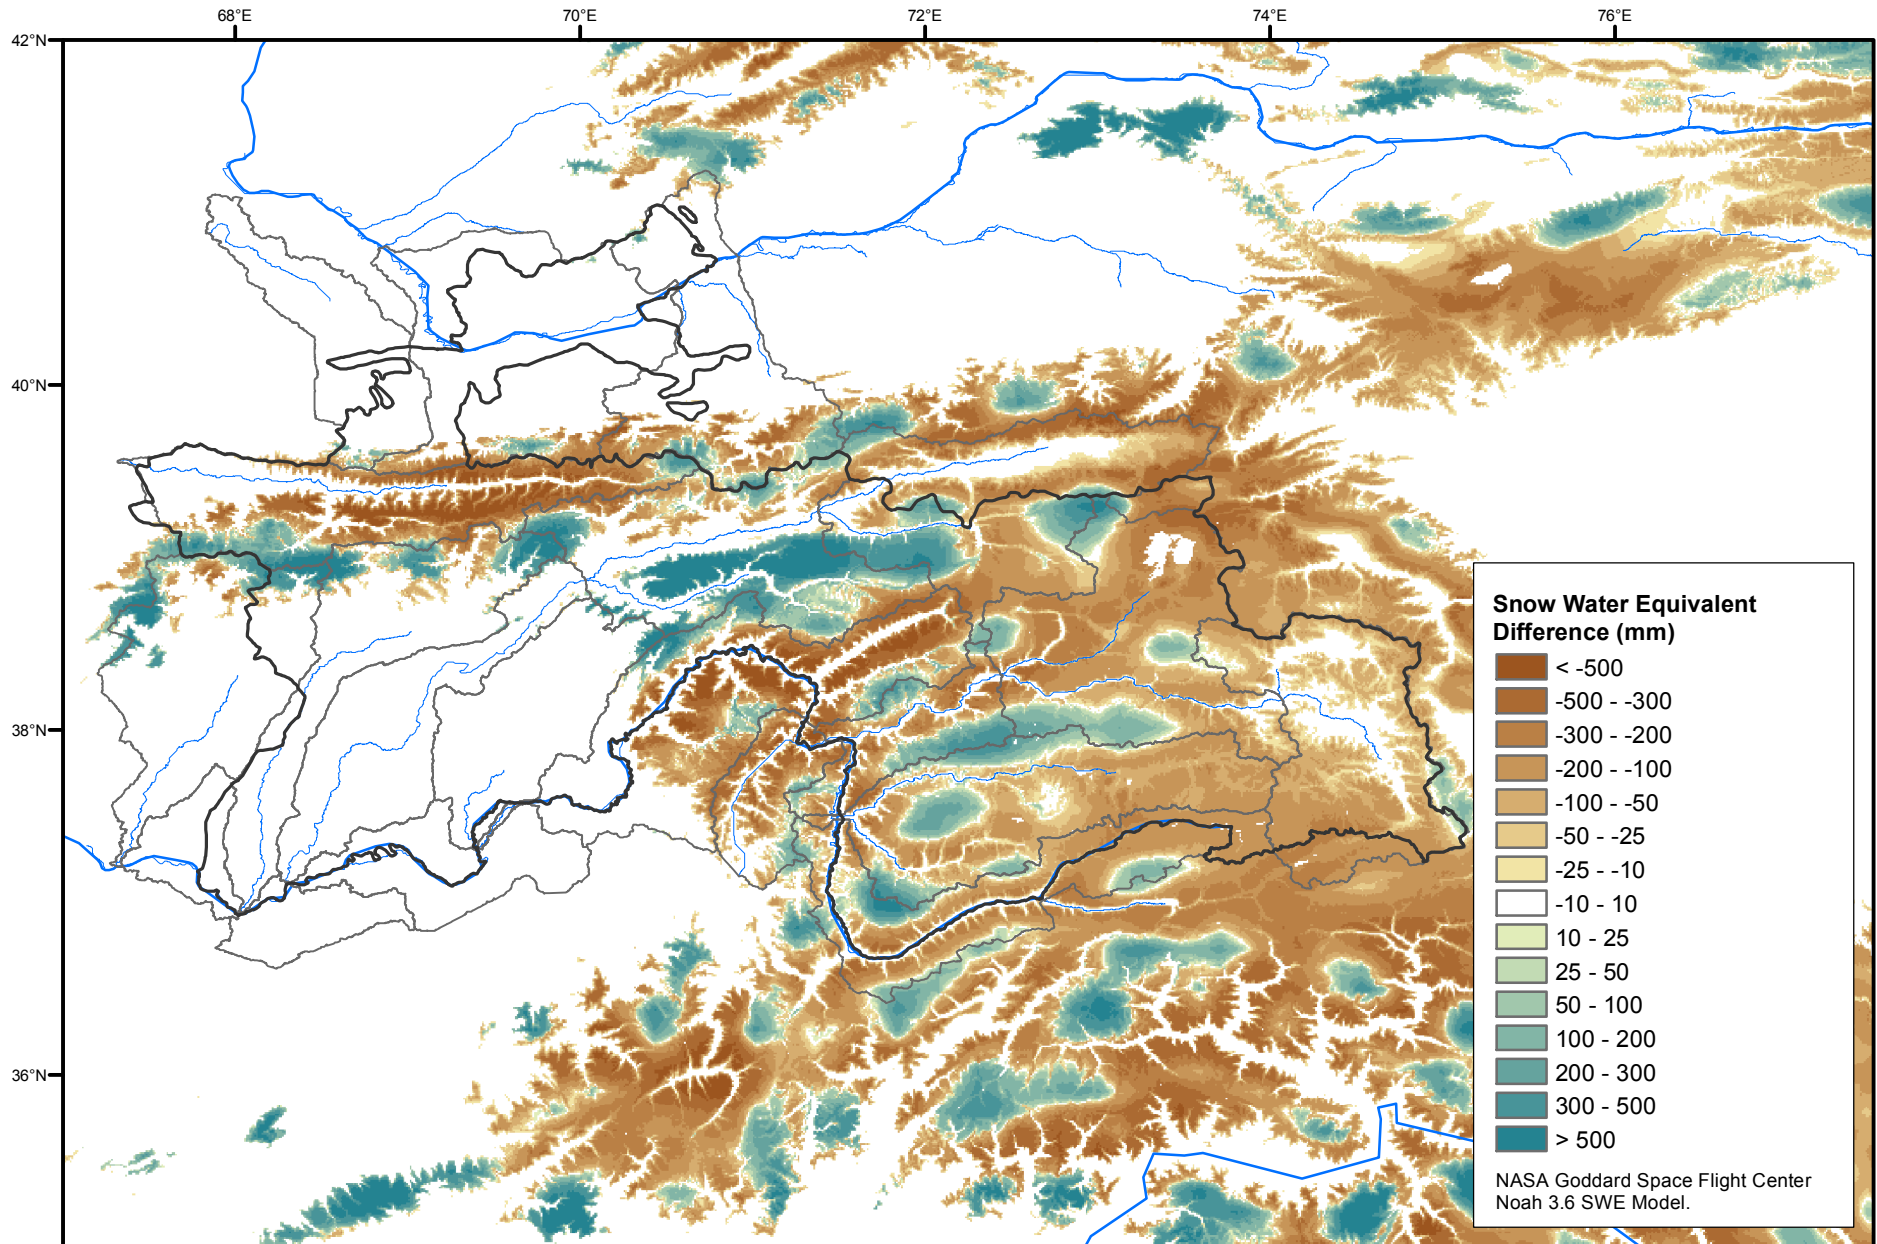 68°E 70°E 72°E 74°E 76°E
42°N
40°N
38°N
36°N
Snow Water Equivalent
Difference (mm)
< -500
-500 - -300
-300 - -200
-200 - -100
-100 - -50
-50 - -25
-25 - -10
-10 - 10
10 - 25
25 - 50
50 - 100
100 - 200
200 - 300
300 - 500
> 500
NASA Goddard Space Flight Center
Noah 3.6 SWE Model.